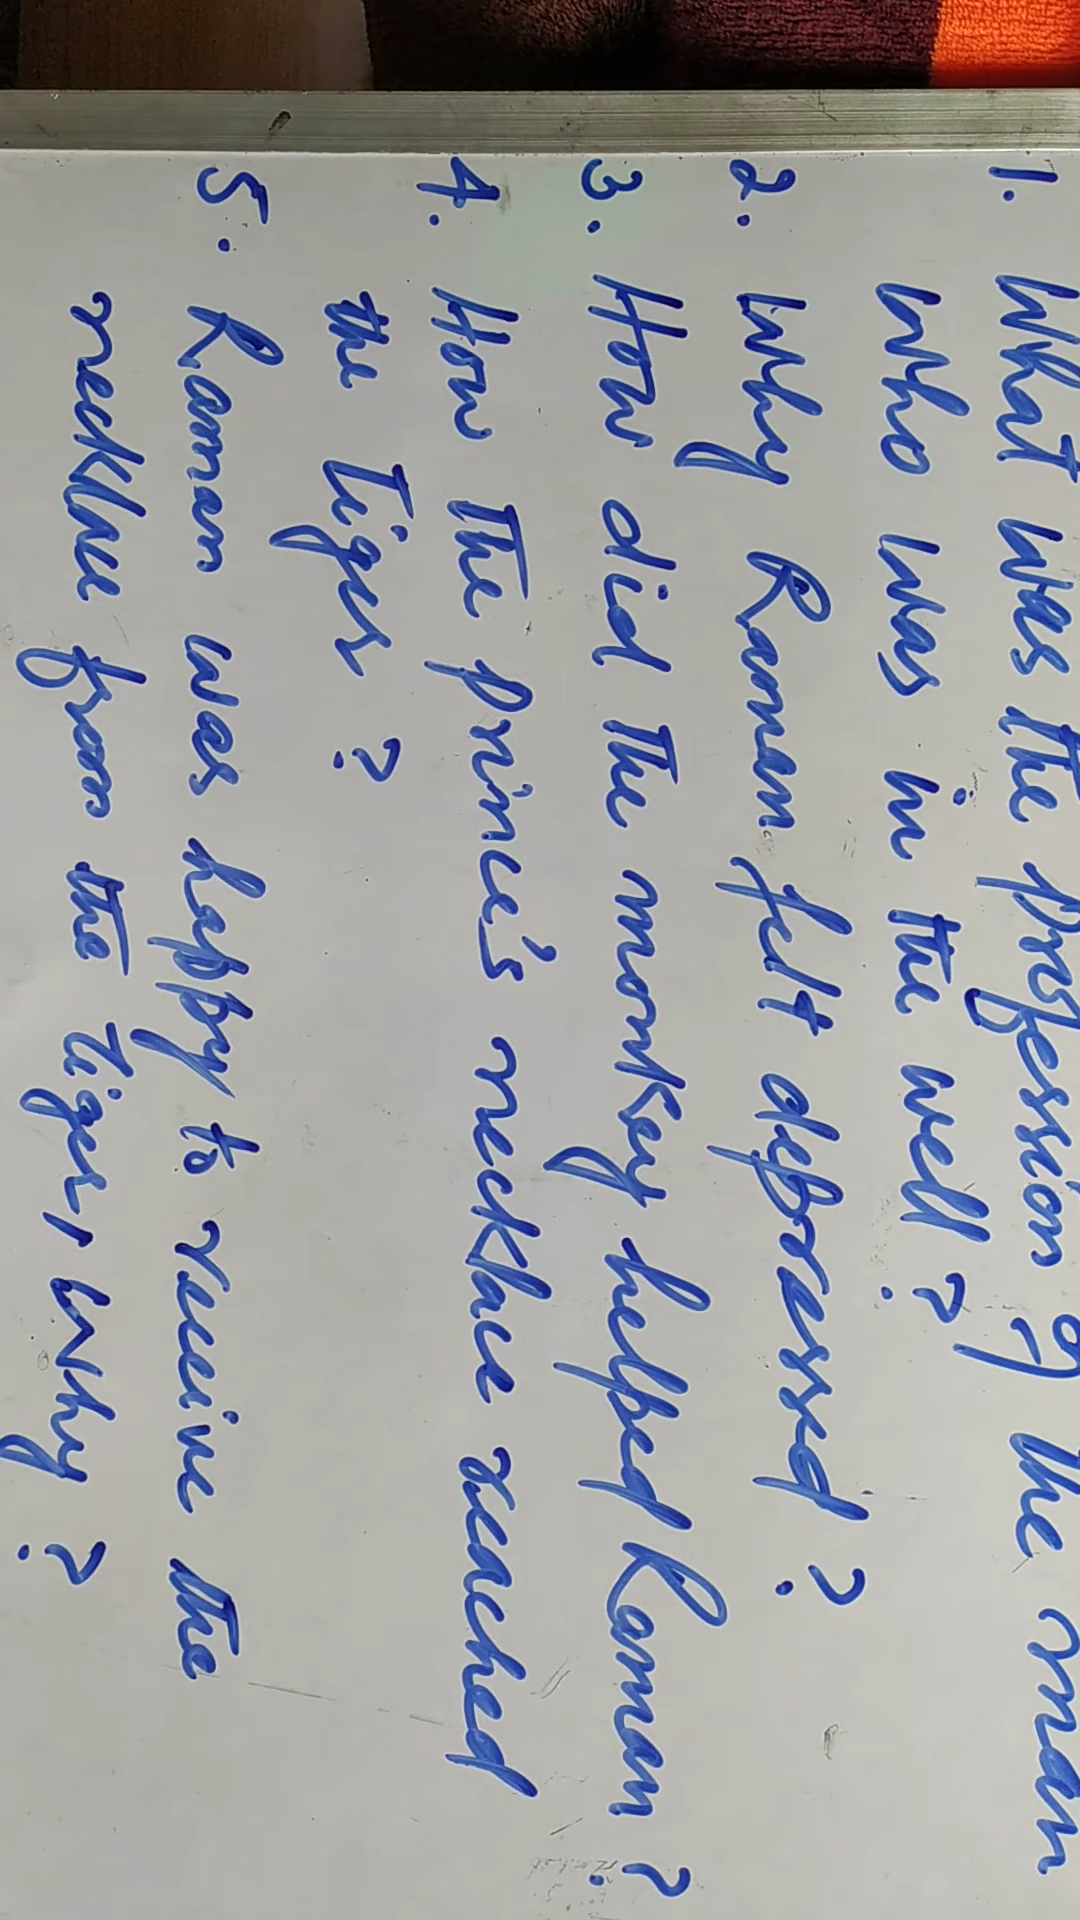 1. What was the profession of the man
who was in the well?
2. Why Raman felt depressed?
3. How did the monkey helped Raman?
4. How the prince's necklace reached
the Tiger?
5. Raman was happy to receive the
necklace from the tiger, why?